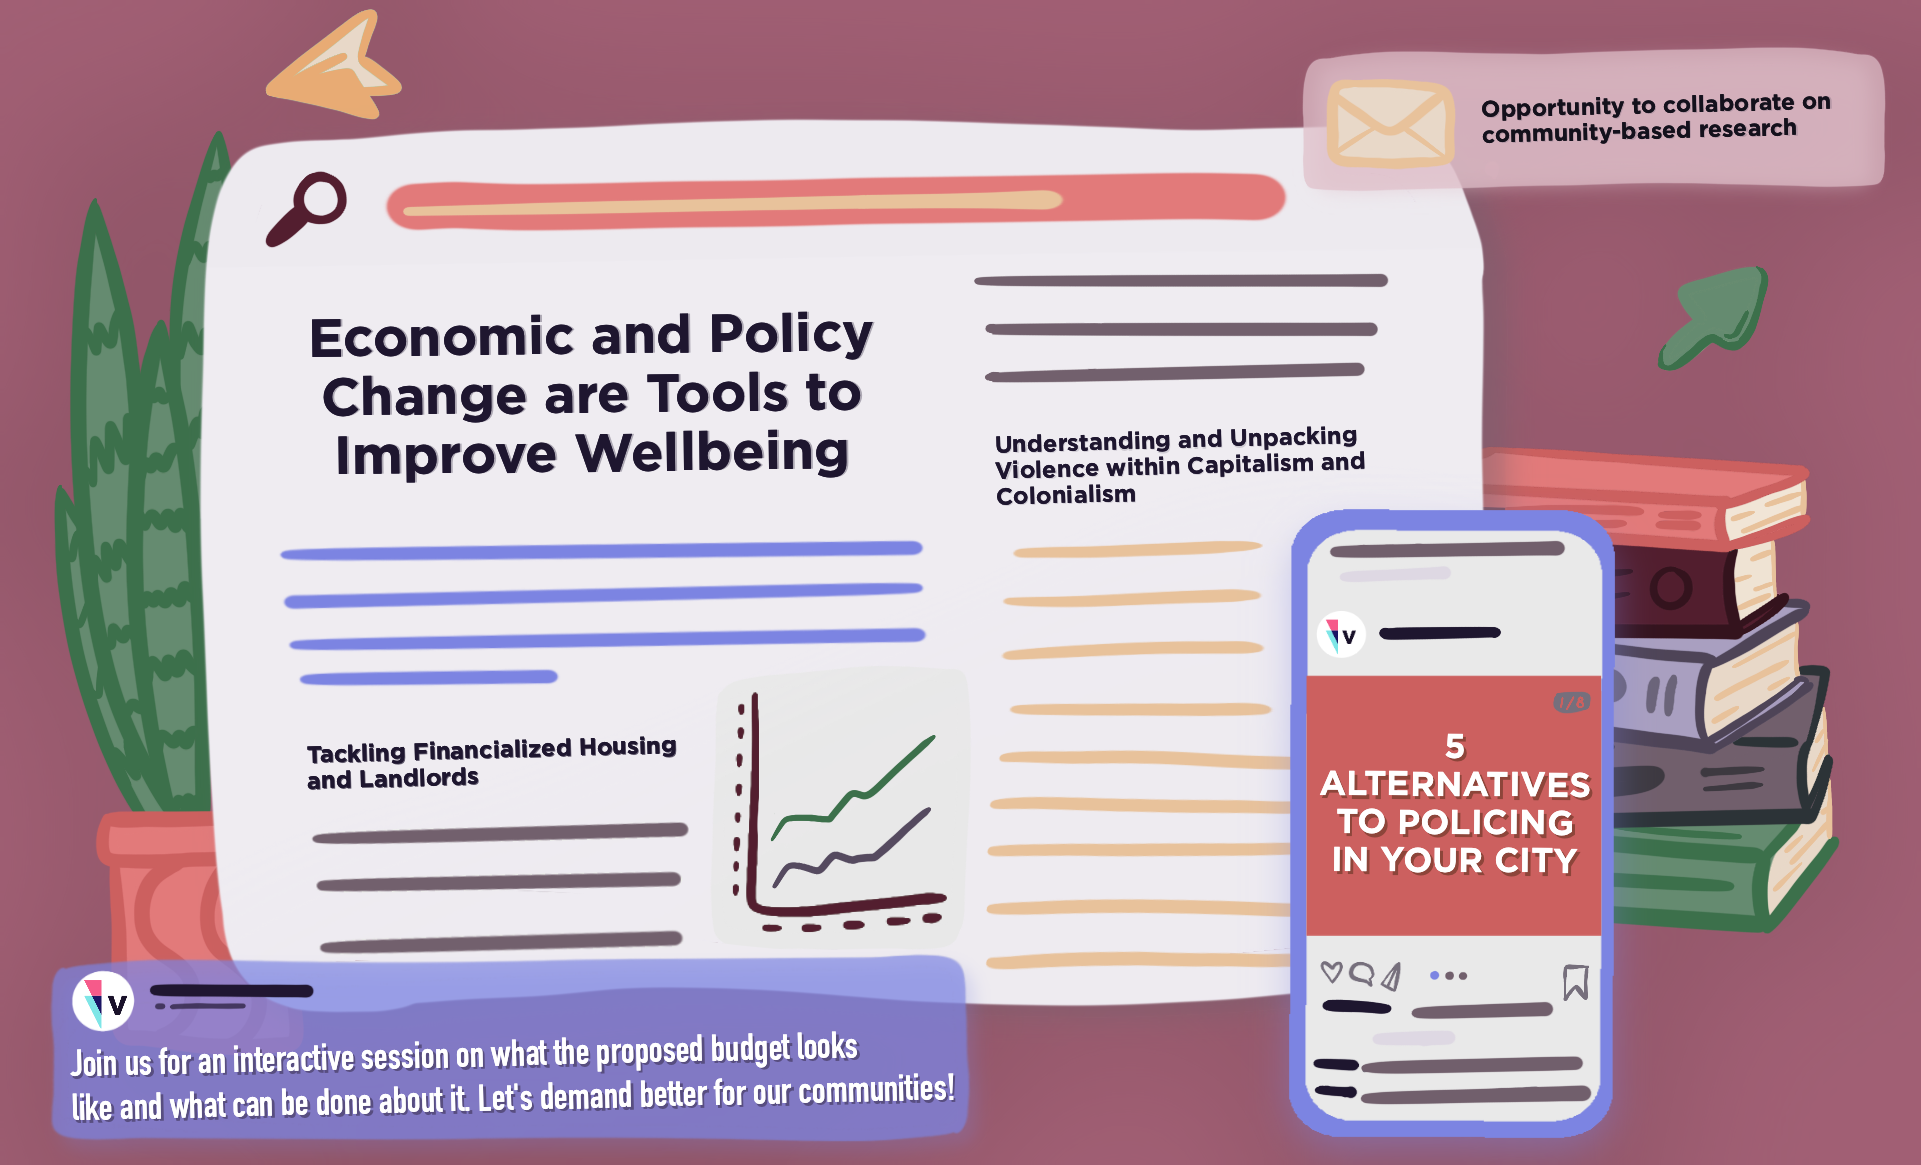 Opportunity to collaborate on
community-based research
Economic and Policy
Change are Tools to
Improve Wellbeing
Understanding and Unpacking
Violence within Capitalism and
Colonialism
Tackling Financialized Housing
and Landlords
V
1/8
5
ALTERNATIVES
TO POLICING
IN YOUR CITY
V
Join us for an interactive session on what the proposed budget looks
like and what can be done about it. Let's demand better for our communities!